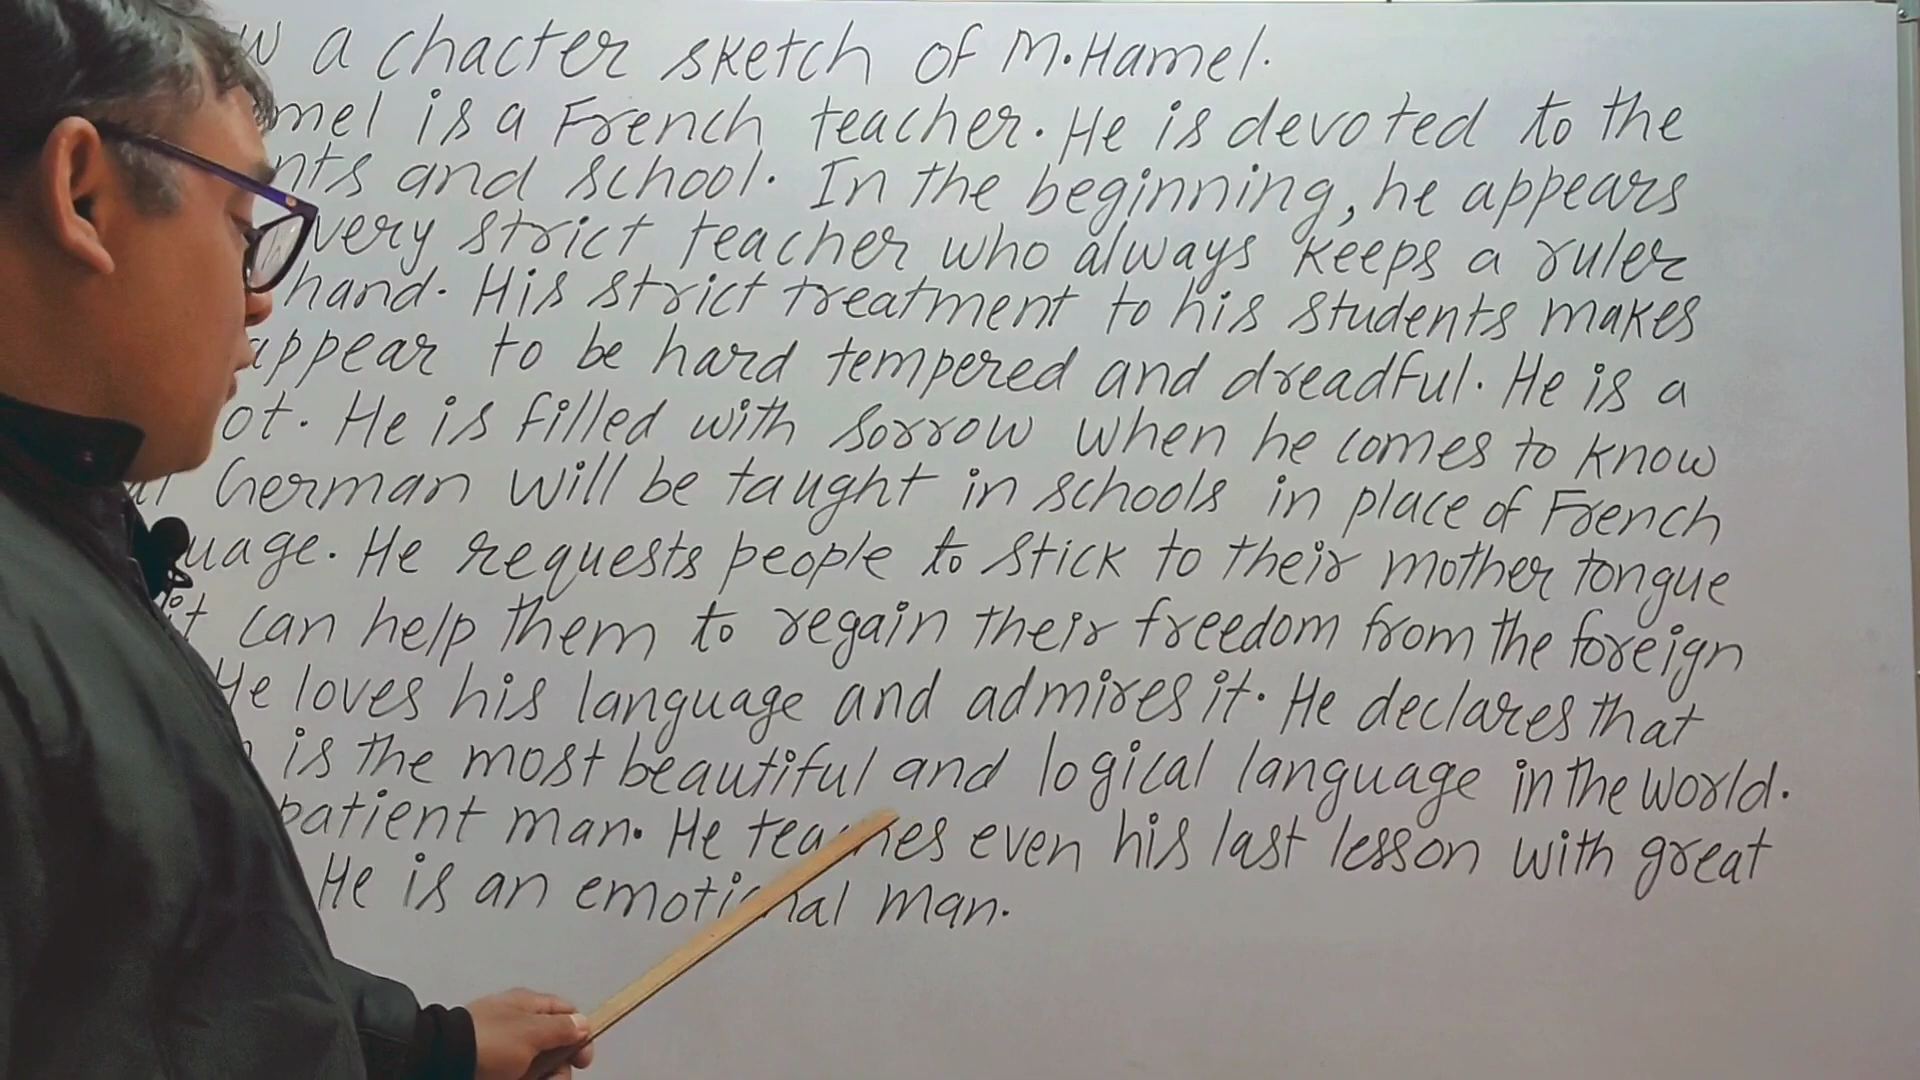 w a chacter sketch of M. Hamel.
mel is a French teacher. He is devoted to the
nts and school. In the beginning, he appears
very strict teacher who always keeps a ruler
hand. His strict treatment to his students makes
appear to be hard tempered and dreadful. He is a
ot. He is filled with sorrow when he comes to know
German will be taught in schools in place of French
uage. He requests people to stick to their mother tongue
it can help them to regain their freedom from the foreign
He loves his language and admires it. He declares that
is the most beautiful and logical language in the world.
patient man. He teaches even his last lesson with great
He is an emotional man.